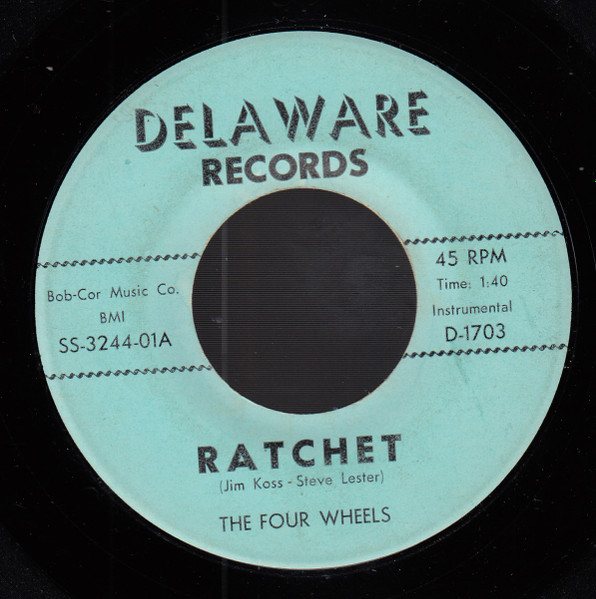 DELAWARE
RECORDS
Bob-Cor Music Co.
BMI
SS-3244-01A
45 RPM
Time: 1:40
Instrumental
D-1703
RATCHET
(Jim Koss - Steve Lester)
THE FOUR WHEELS